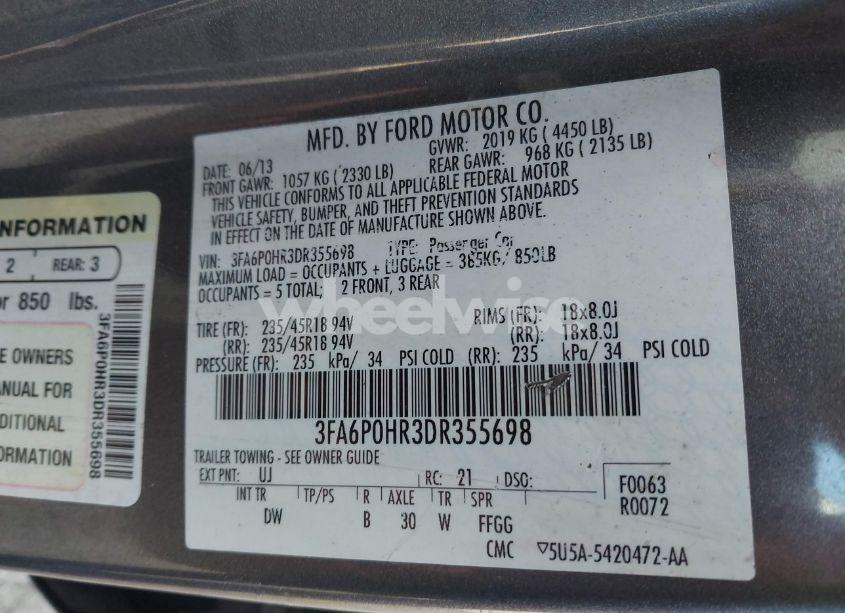 MFD. BY FORD MOTOR CO.
DATE: 06/13 GVWR: 2019 KG ( 4450 LB)
FRONT GAWR: 1057 KG ( 2330 LB) REAR GAWR: 968 KG ( 2135 LB)
THIS VEHICLE CONFORMS TO ALL APPLICABLE FEDERAL MOTOR
VEHICLE SAFETY, BUMPER, AND THEFT PREVENTION STANDARDS
IN EFFECT ON THE DATE OF MANUFACTURE SHOWN ABOVE.
VIN: 3FA6P0HR3DR355698 TYPE: Passenger Car
MAXIMUM LOAD = OCCUPANTS + LUGGAGE = 385KG/ 850LB
OCCUPANTS = 5 TOTAL; 2 FRONT, 3 REAR
TIRE (FR): 235/45R18 94V RIMS (FR): 18x8.0J
(RR): 235/45R18 94V (RR): 18x8.0J
PRESSURE (FR): 235 kPa/ 34 PSI COLD (RR): 235 kPa/ 34 PSI COLD
3FA6P0HR3DR355698
TRAILER TOWING - SEE OWNER GUIDE
EXT PNT: UJ RC: 21 DSO: F0063
R0072
INT TR TP/PS R AXLE TR SPR
DW B 30 W FFGG
CMC ▽5U5A-5420472-AA
INFORMATION
2 REAR: 3
or 850 lbs.
E OWNERS
ANUAL FOR
DITIONAL
ORMATION
3FA6P0HR3DR355698
wheelwise